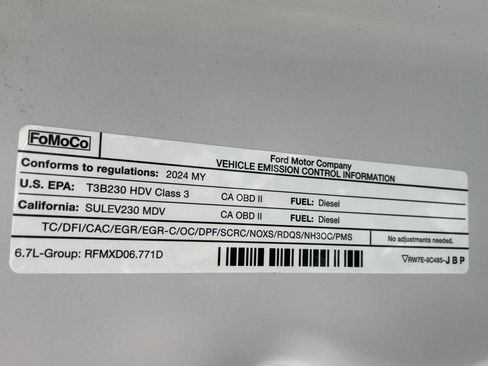 FoMoCo
Ford Motor Company
VEHICLE EMISSION CONTROL INFORMATION
Conforms to regulations: 2024 MY
U.S. EPA: T3B230 HDV Class 3 CA OBD II FUEL: Diesel
California: SULEV230 MDV CA OBD II FUEL: Diesel
TC/DFI/CAC/EGR/EGR-C/OC/DPF/SCRC/NOXS/RDQS/NH3OC/PMS No adjustments needed.
6.7L-Group: RFMXD06.771D ▽RW7E-9C485-JBP